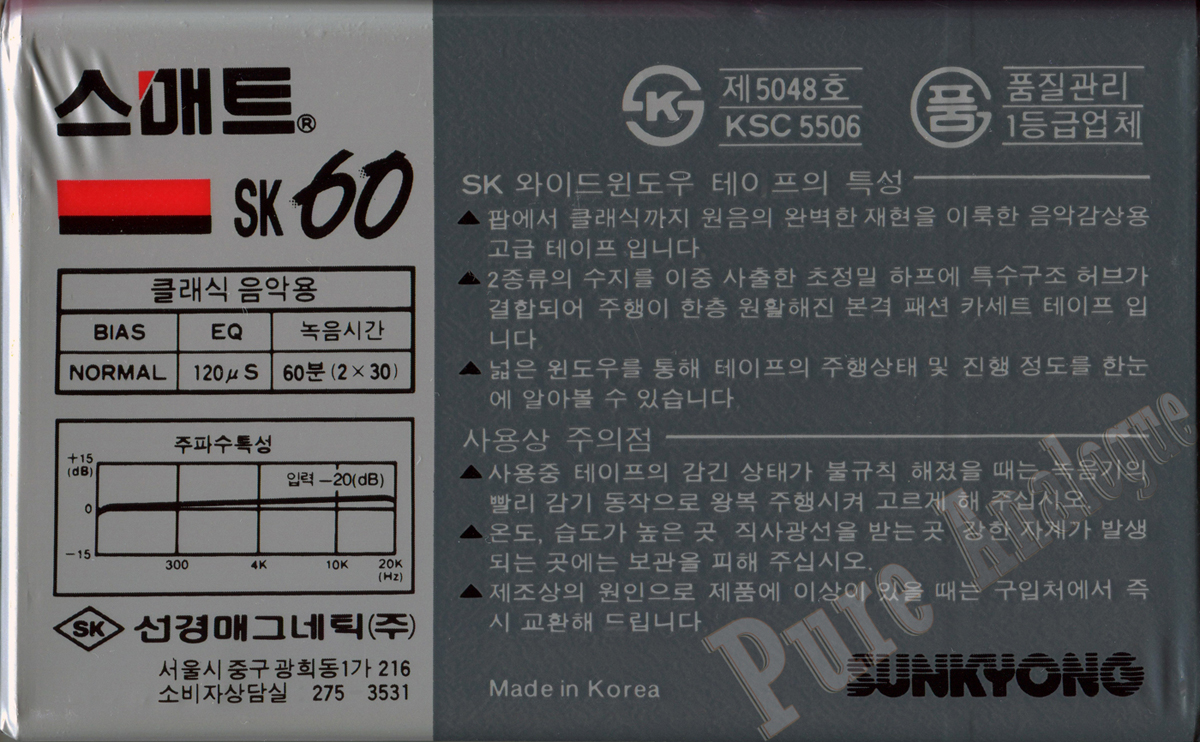 스매트®
SK 60
클래식 음악용
BIAS EQ 녹음시간
NORMAL 120μS 60분 (2×30)
주파수특성
+15
(dB)
입력 -20(dB)
0
-15
300 4K 10K 20K
(Hz)
SK 선경매그네틱(주)
서울시중구광희동1가 216
소비자상담실 275 3531
K 제5048호
KSC 5506
품 품질관리
1등급업체
SK 와이드윈도우 테이프의 특성
▲팝에서 클래식까지 원음의 완벽한 재현을 이룩한 음악감상용
고급 테이프 입니다.
▲2종류의 수지를 이중 사출한 초정밀 하프에 특수구조 허브가
결합되어 주행이 한층 원활해진 본격 패션 카세트 테이프 입
니다.
▲넓은 윈도우를 통해 테이프의 주행상태 및 진행 정도를 한눈
에 알아볼 수 있습니다.
사용상 주의점
▲사용중 테이프의 감긴 상태가 불규칙 해졌을 때는 녹음기의
빨리 감기 동작으로 왕복 주행시켜 고르게 해 주십시오.
▲온도, 습도가 높은 곳 직사광선을 받는곳 강한 자계가 발생
되는 곳에는 보관을 피해 주십시오.
▲제조상의 원인으로 제품에 이상이 있을 때는 구입처에서 즉
시 교환해 드립니다.
Made in Korea
SUNKYONG
Pure Analogue